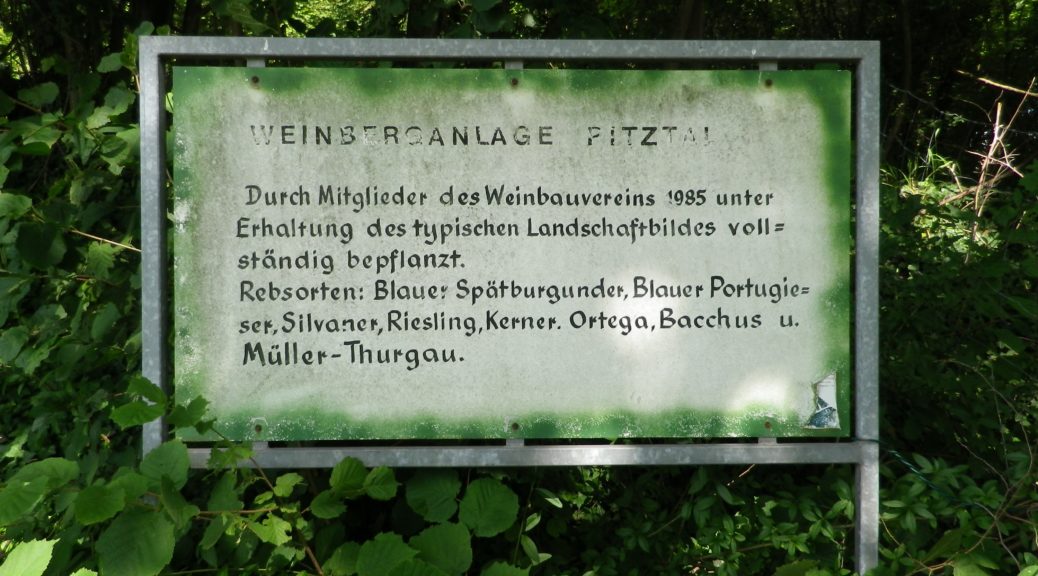 WEINBERGANLAGE PITZTAL
Durch Mitglieder des Weinbauvereins 1985 unter
Erhaltung des typischen Landschaftbildes voll=
ständig bepflanzt.
Rebsorten: Blauer Spätburgunder, Blauer Portugie=
ser, Silvaner, Riesling, Kerner. Ortega, Bacchus u.
Müller-Thurgau.